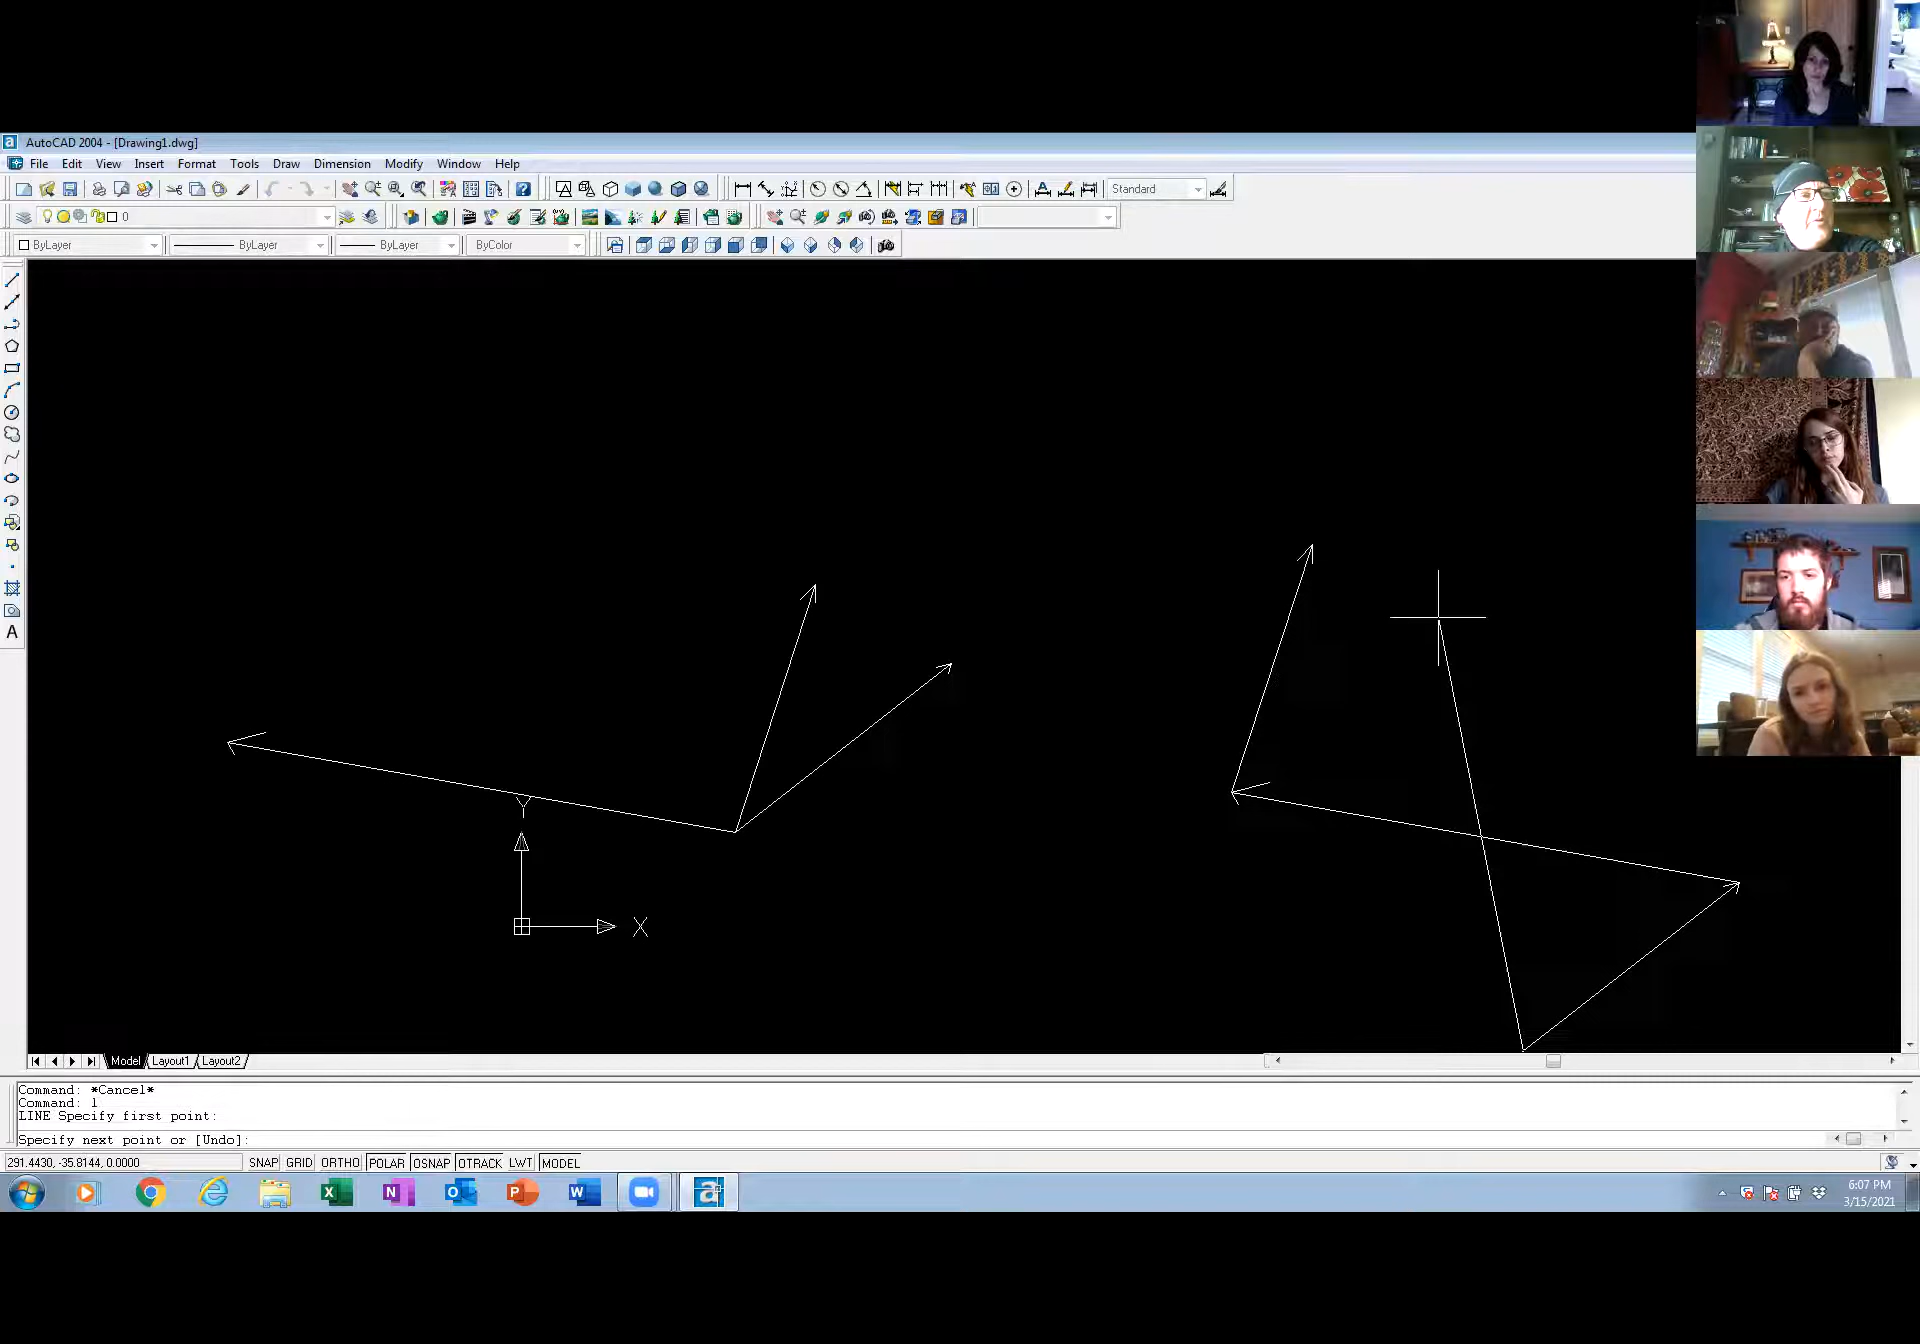 AutoCAD 2004 - [Drawing1.dwg]
File Edit View Insert Format Tools Draw Dimension Modify Window Help
Standard
0
ByLayer ByLayer ByLayer ByColor
A
Y
X
Model Layout1 Layout2
Command: *Cancel*
Command: l
LINE Specify first point:
Specify next point or [Undo]:
291.4430, -35.8144, 0.0000 SNAP GRID ORTHO POLAR OSNAP OTRACK LWT MODEL
6:07 PM
3/15/2021